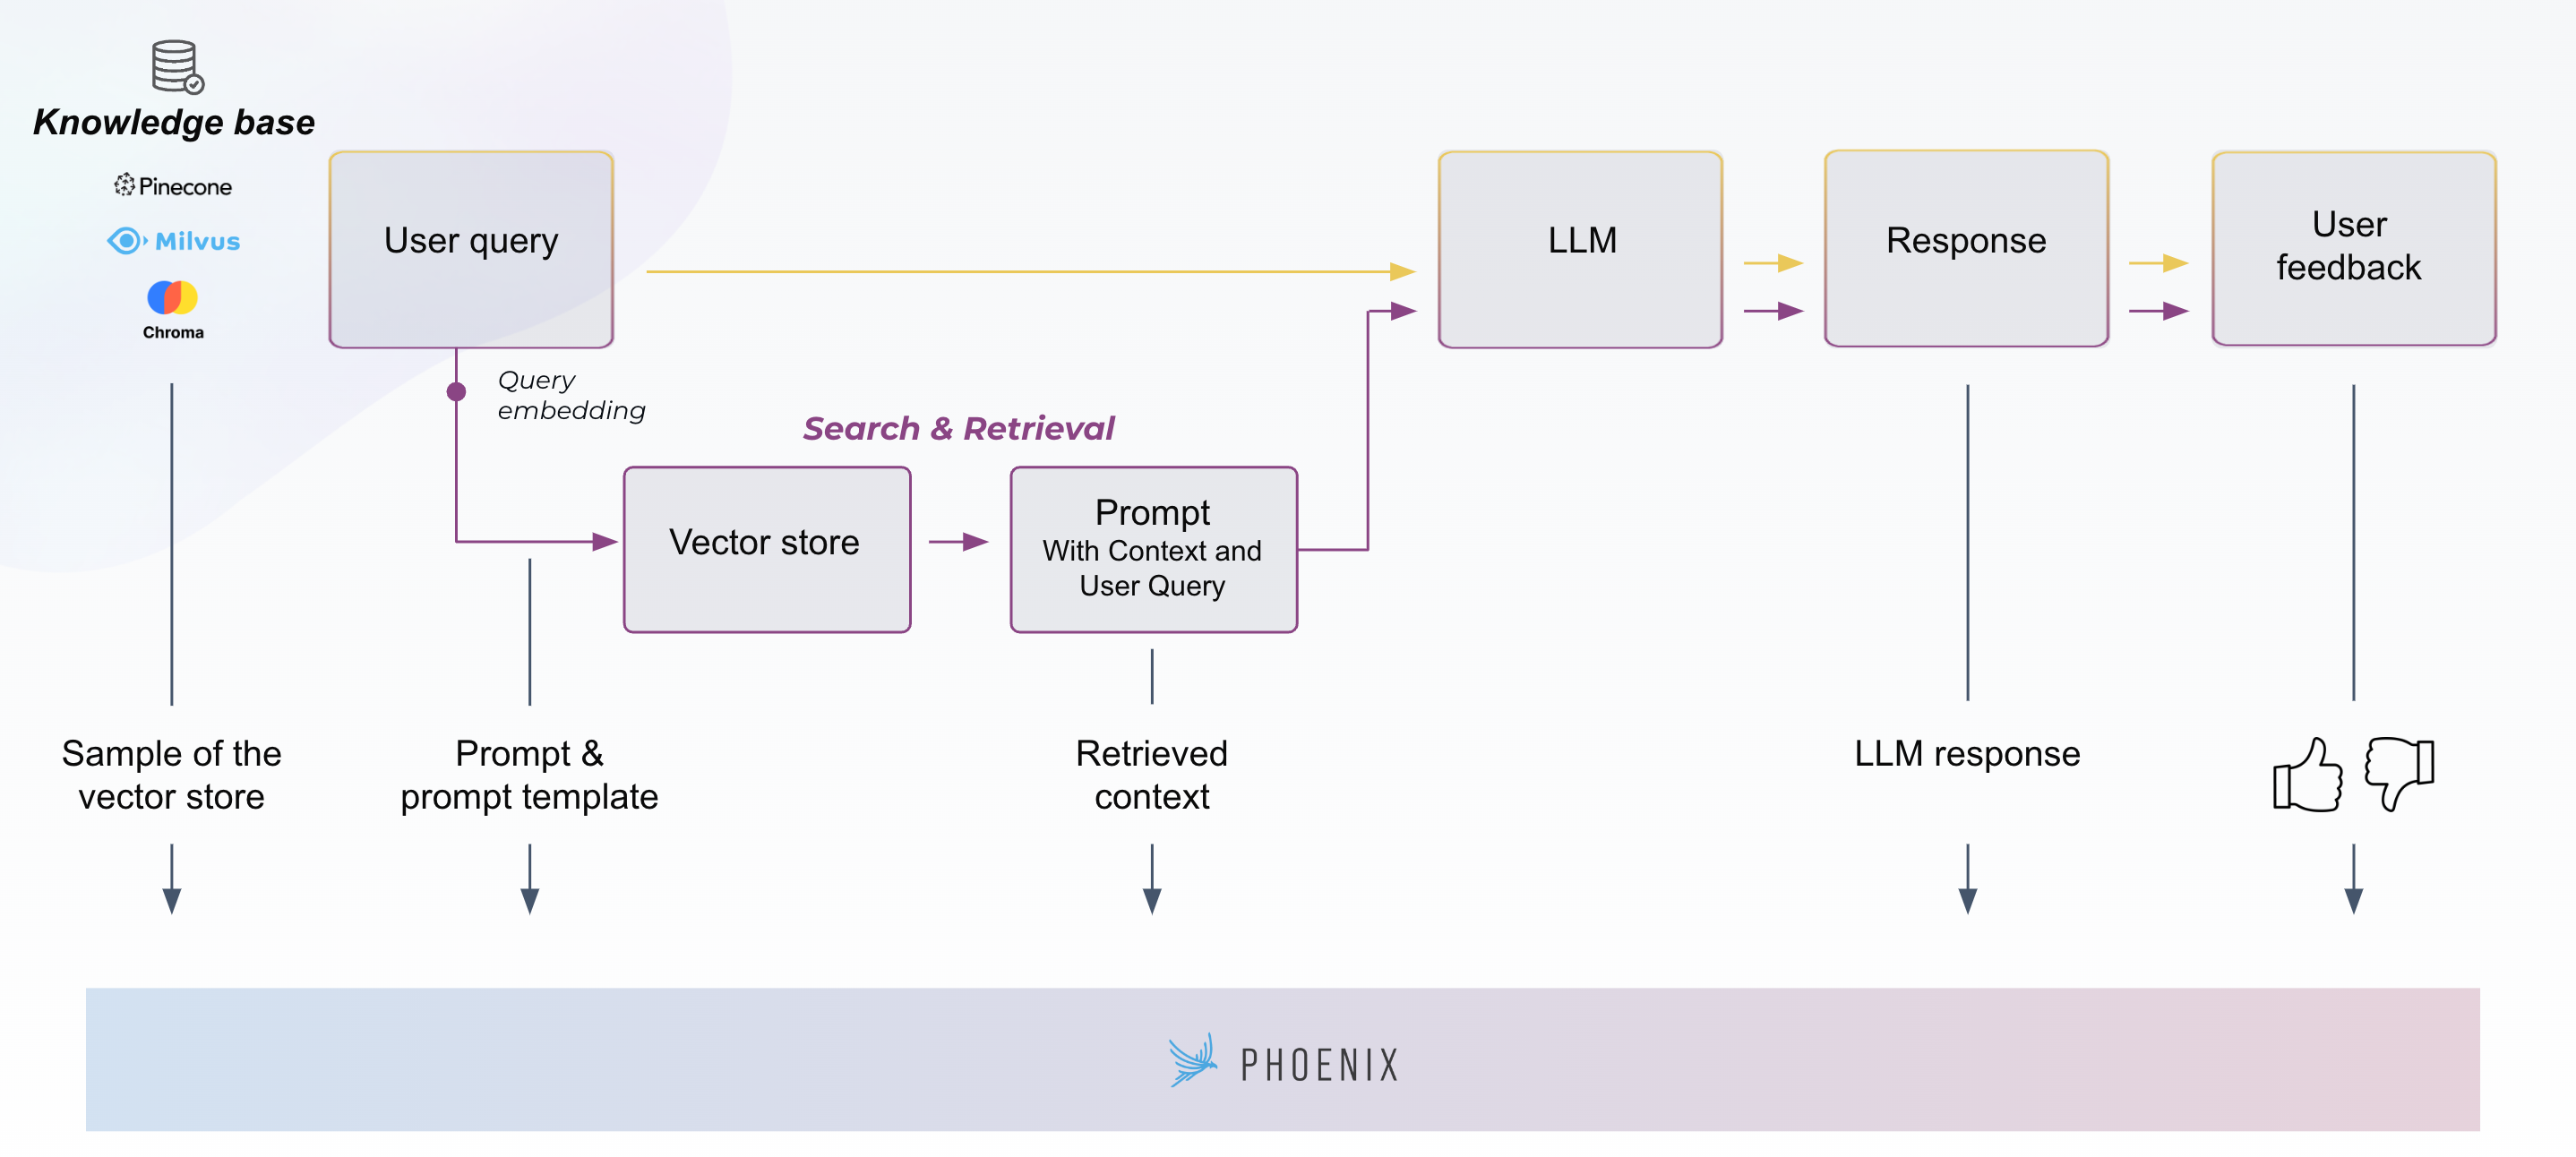 Knowledge base
Pinecone
Milvus
Chroma
User query
LLM
Response
User
feedback
Query
embedding
Search & Retrieval
Vector store
Prompt
With Context and
User Query
Sample of the
vector store
Prompt &
prompt template
Retrieved
context
LLM response
PHOENIX